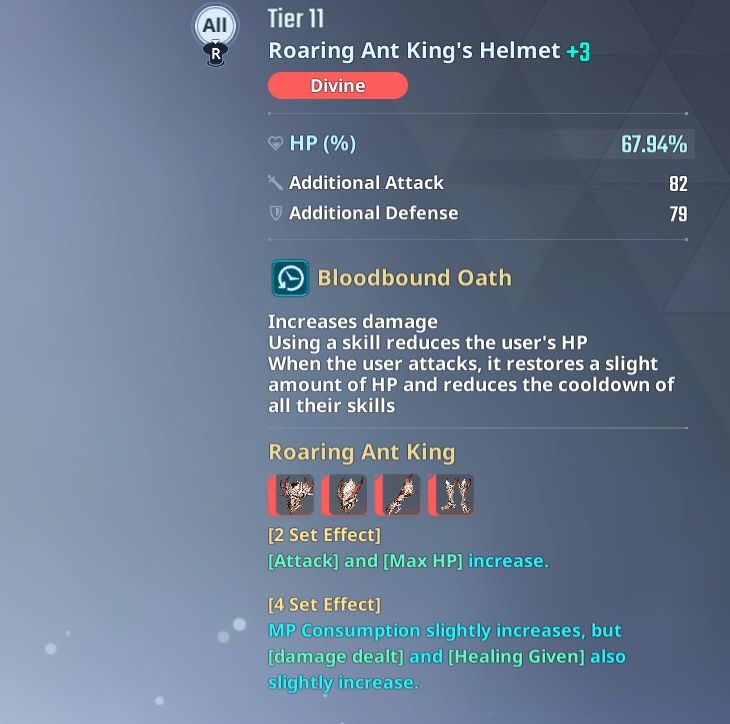 All
R
Tier 11
Roaring Ant King's Helmet +3
Divine
HP (%) 67.94%
Additional Attack 82
Additional Defense 79
Bloodbound Oath
Increases damage
Using a skill reduces the user's HP
When the user attacks, it restores a slight
amount of HP and reduces the cooldown of
all their skills
Roaring Ant King
[2 Set Effect]
[Attack] and [Max HP] increase.
[4 Set Effect]
MP Consumption slightly increases, but
[damage dealt] and [Healing Given] also
slightly increase.